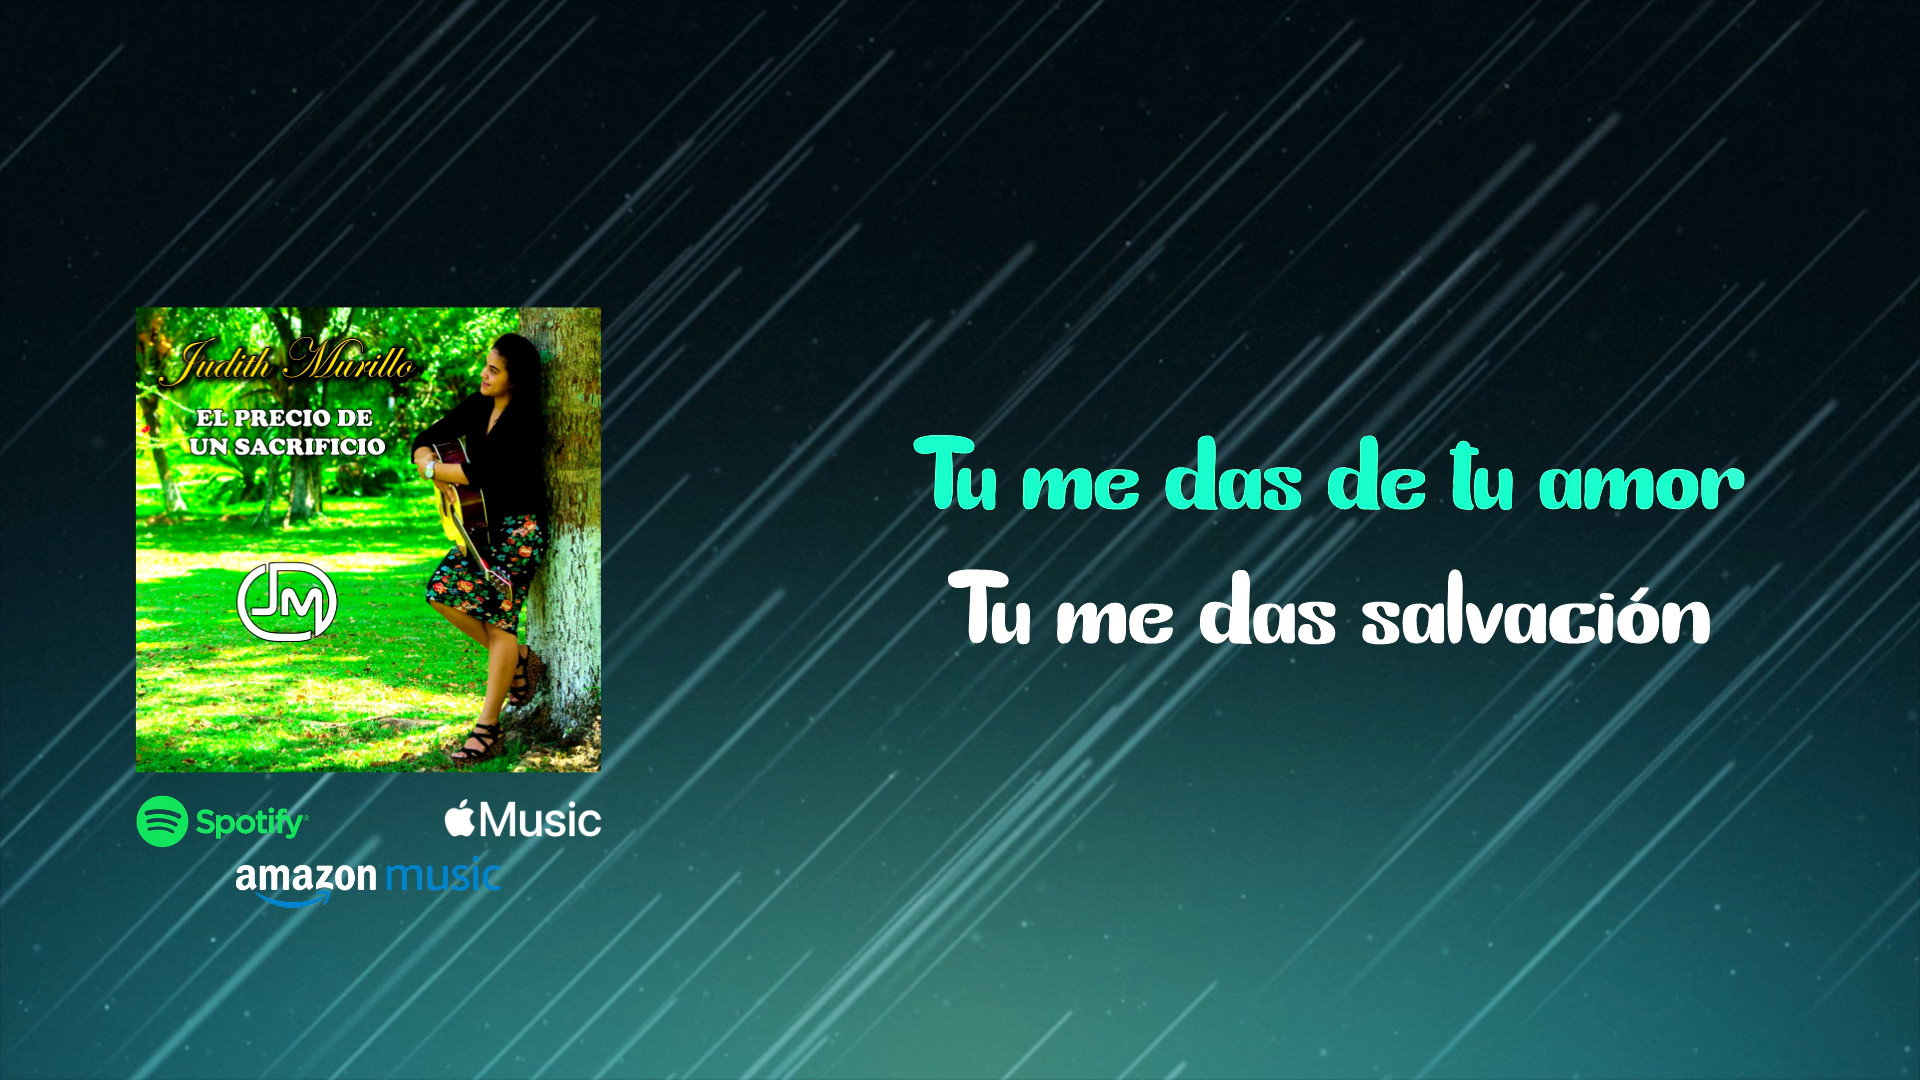 Judith Murillo
EL PRECIO DE
UN SACRIFICIO
JM
Spotify
Music
amazon music
Tu me das de tu amor
Tu me das salvación